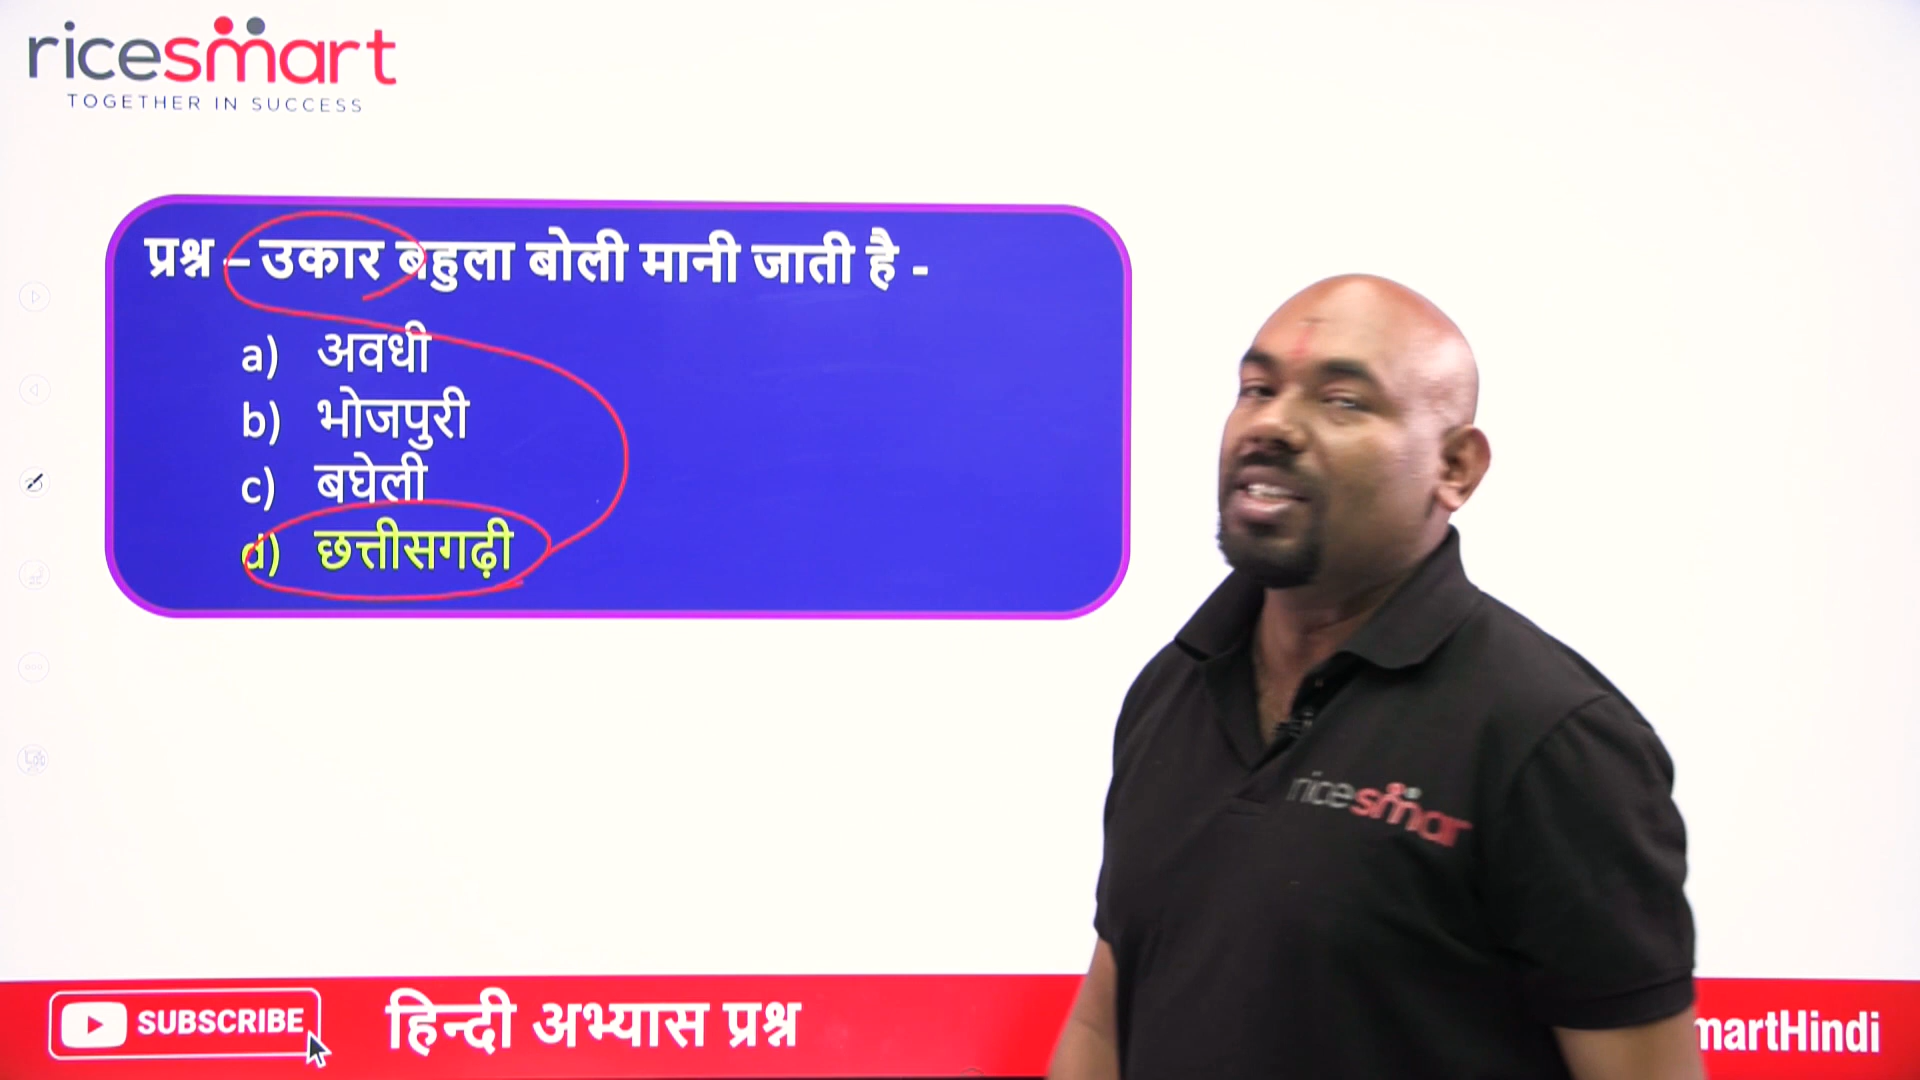 ricesmart
TOGETHER IN SUCCESS
प्रश्न – उकार बहुला बोली मानी जाती है -
a) अवधी
b) भोजपुरी
c) बघेली
d) छत्तीसगढ़ी
ricesmar
SUBSCRIBE
हिन्दी अभ्यास प्रश्न
martHindi